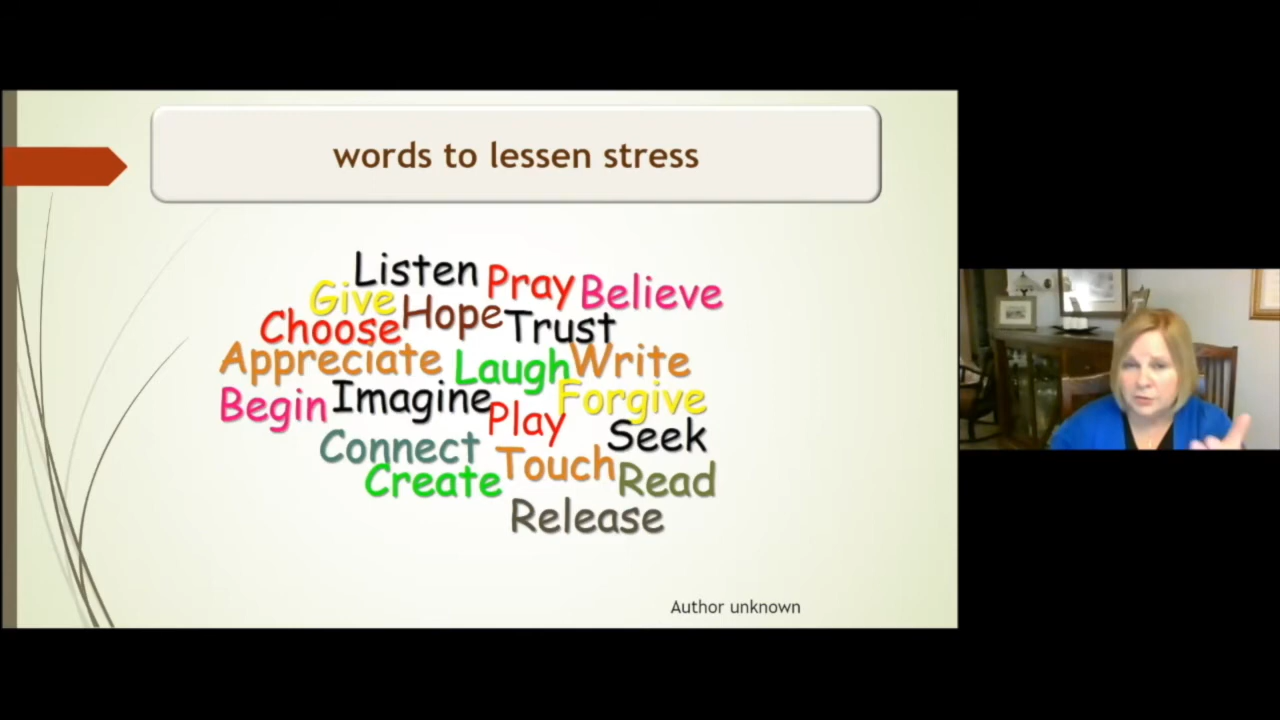 words to lessen stress
Listen Pray Believe
Give Hope Trust
Choose
Appreciate Laugh Write
Begin Imagine Forgive
Play Seek
Connect Touch Read
Create
Release
Author unknown